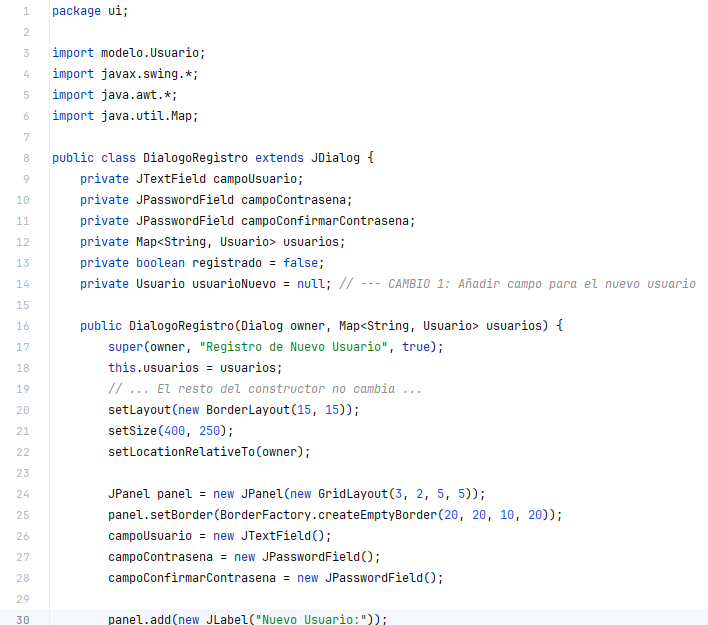 1 package ui;
2
3 import modelo.Usuario;
4 import javax.swing.*;
5 import java.awt.*;
6 import java.util.Map;
7
8 public class DialogoRegistro extends JDialog {
9     private JTextField campoUsuario;
10     private JPasswordField campoContrasena;
11     private JPasswordField campoConfirmarContrasena;
12     private Map<String, Usuario> usuarios;
13     private boolean registrado = false;
14     private Usuario usuarioNuevo = null; // --- CAMBIO 1: Añadir campo para el nuevo usuario
15
16     public DialogoRegistro(Dialog owner, Map<String, Usuario> usuarios) {
17         super(owner, "Registro de Nuevo Usuario", true);
18         this.usuarios = usuarios;
19         // ... El resto del constructor no cambia ...
20         setLayout(new BorderLayout(15, 15));
21         setSize(400, 250);
22         setLocationRelativeTo(owner);
23
24         JPanel panel = new JPanel(new GridLayout(3, 2, 5, 5));
25         panel.setBorder(BorderFactory.createEmptyBorder(20, 20, 10, 20));
26         campoUsuario = new JTextField();
27         campoContrasena = new JPasswordField();
28         campoConfirmarContrasena = new JPasswordField();
29
30         panel.add(new JLabel("Nuevo Usuario:"));